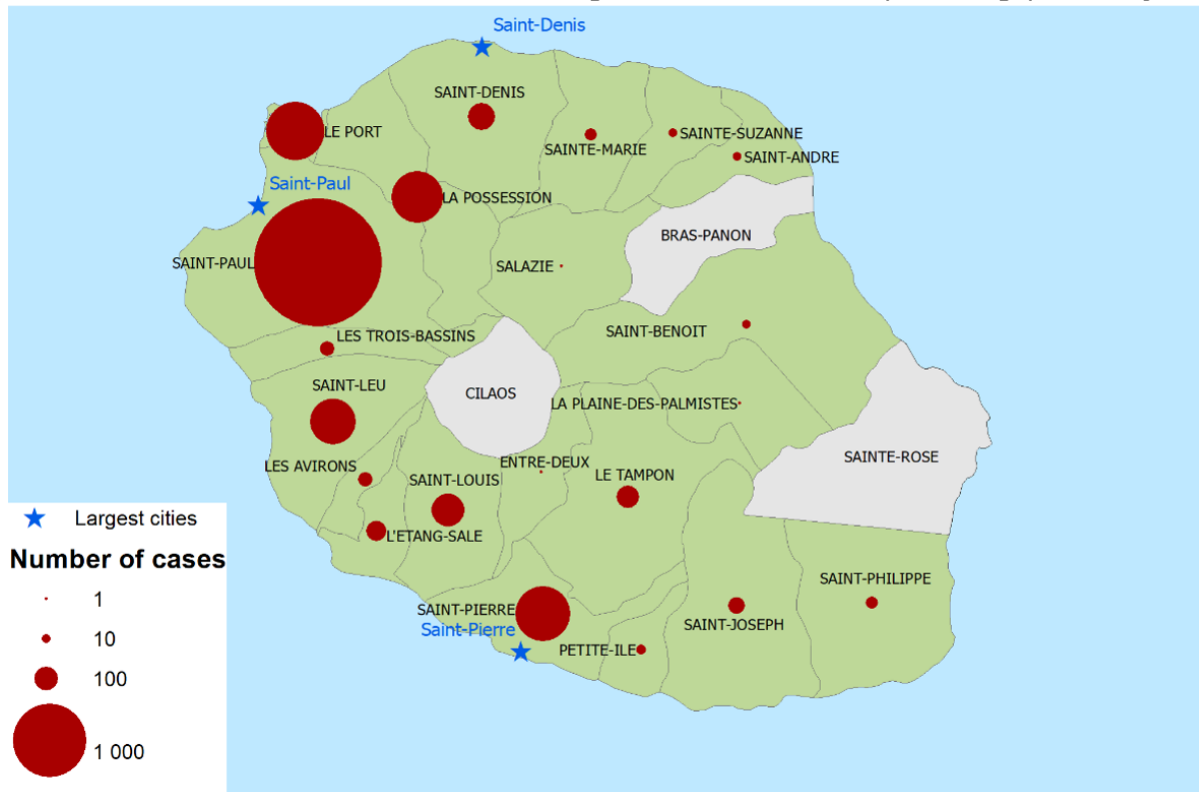 Saint-Denis
SAINT-DENIS
LE PORT
SAINTE-MARIE
SAINTE-SUZANNE
SAINT-ANDRE
Saint-Paul
LA POSSESSION
BRAS-PANON
SAINT-PAUL
SALAZIE
SAINT-BENOIT
LES TROIS-BASSINS
SAINT-LEU
CILAOS
LA PLAINE-DES-PALMISTES
SAINTE-ROSE
LES AVIRONS
ENTRE-DEUX
SAINT-LOUIS
LE TAMPON
L'ETANG-SALE
SAINT-PHILIPPE
SAINT-PIERRE
Saint-Pierre
SAINT-JOSEPH
PETITE-ILE
Largest cities
Number of cases
1
10
100
1 000